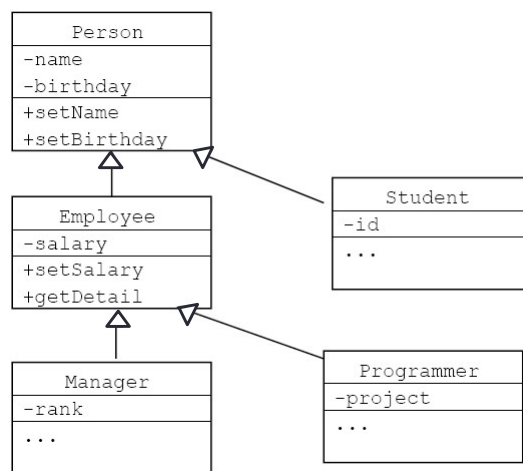 Person
-name
-birthday
+setName
+setBirthday
Student
-id
...
Employee
-salary
+setSalary
+getDetail
Manager
-rank
...
Programmer
-project
...